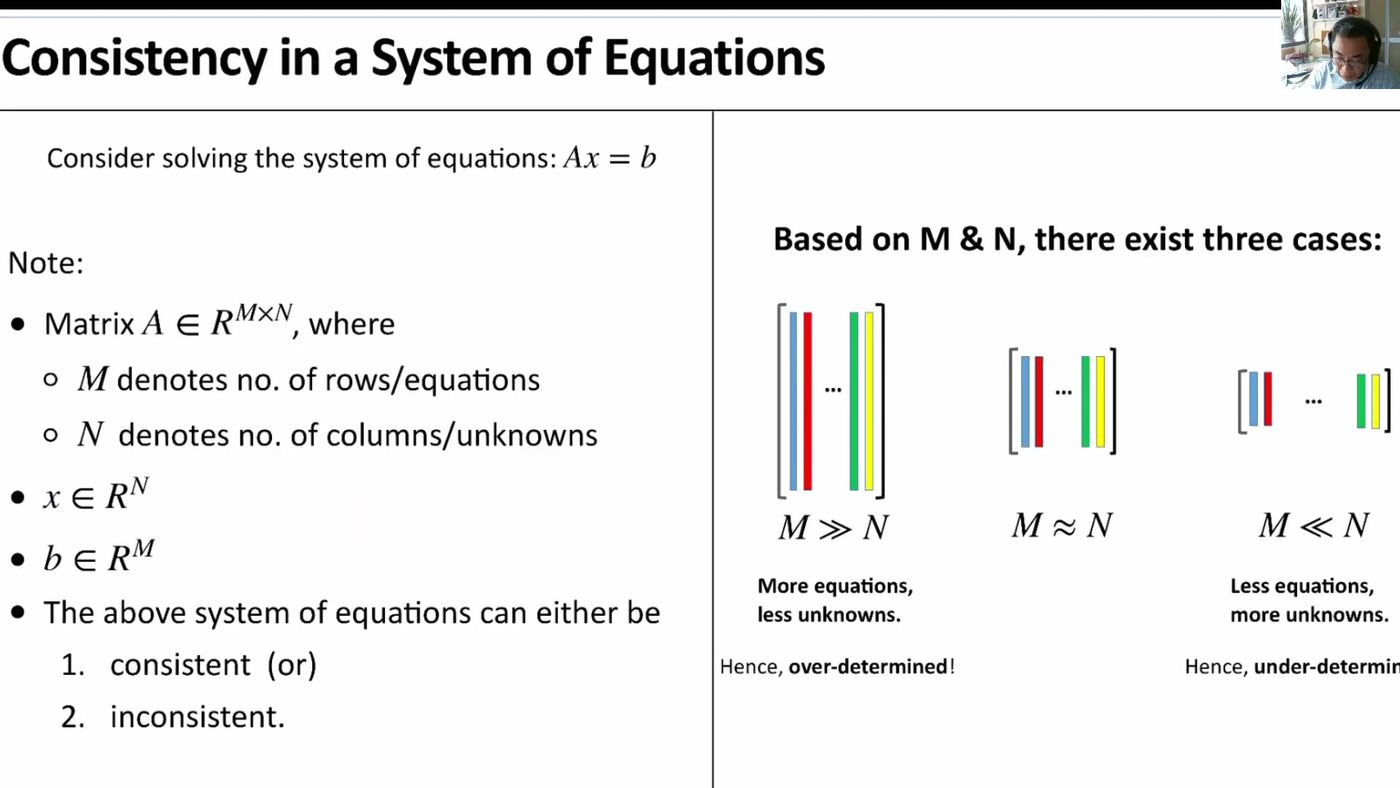 Consistency in a System of Equations
Consider solving the system of equations: Ax = b
Note:
• Matrix A ∈ R^{M×N}, where
○ M denotes no. of rows/equations
○ N denotes no. of columns/unknowns
• x ∈ R^N
• b ∈ R^M
• The above system of equations can either be
1. consistent (or)
2. inconsistent.
Based on M & N, there exist three cases:
... ... ...
M ≫ N
M ≈ N
M ≪ N
More equations,
less unknowns.
Hence, over-determined!
Less equations,
more unknowns.
Hence, under-determin